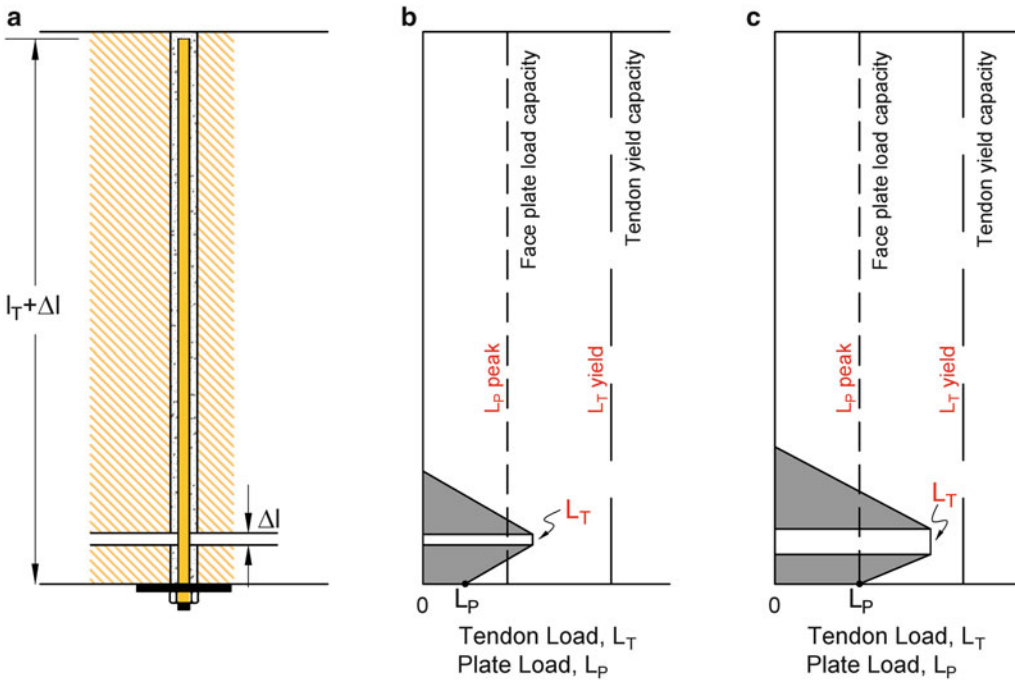 a
l_T+Δl
Δl
b
Face plate load capacity
Tendon yield capacity
L_P peak
L_T yield
L_T
0
L_P
Tendon Load, L_T
Plate Load, L_P
c
Face plate load capacity
Tendon yield capacity
L_P peak
L_T yield
L_T
0
L_P
Tendon Load, L_T
Plate Load, L_P